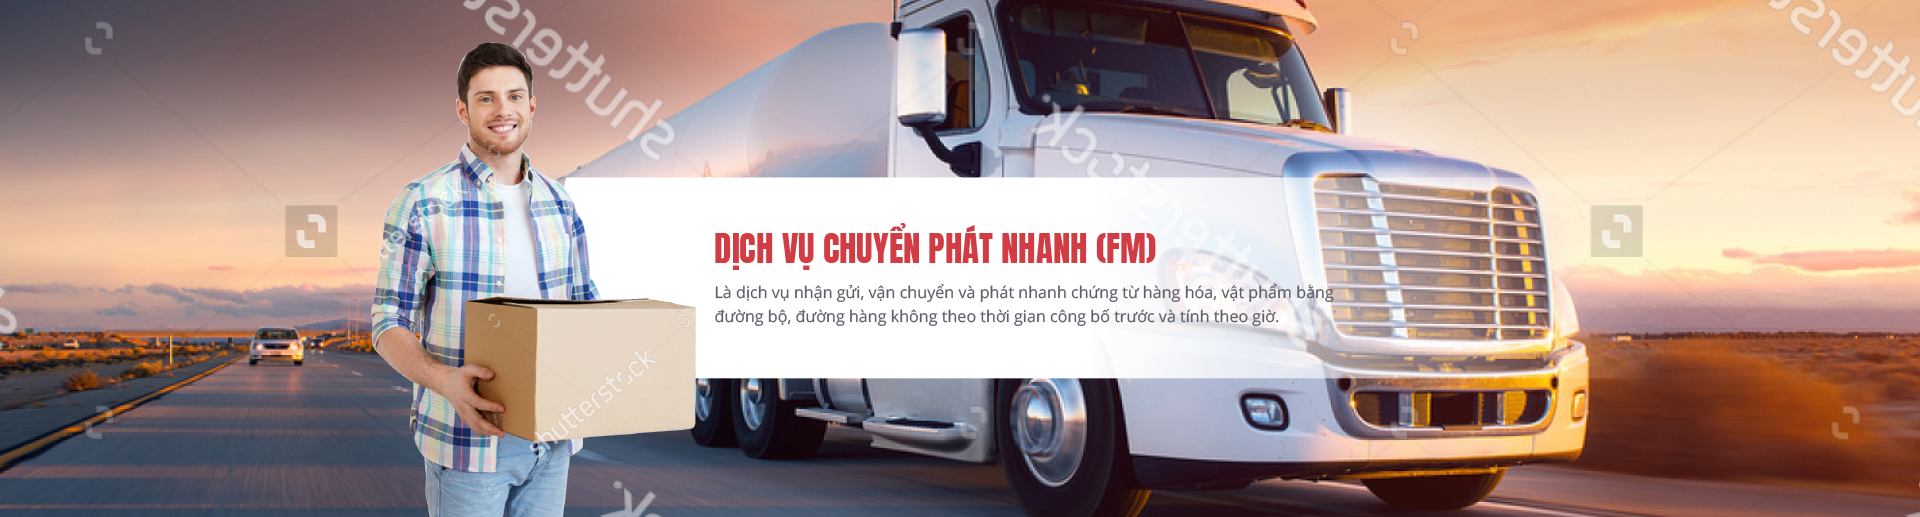 DỊCH VỤ CHUYỂN PHÁT NHANH (FM)
Là dịch vụ nhận gửi, vận chuyển và phát nhanh chứng từ hàng hóa, vật phẩm bằng
đường bộ, đường hàng không theo thời gian công bố trước và tính theo giờ.
shutterstock
shutterstock